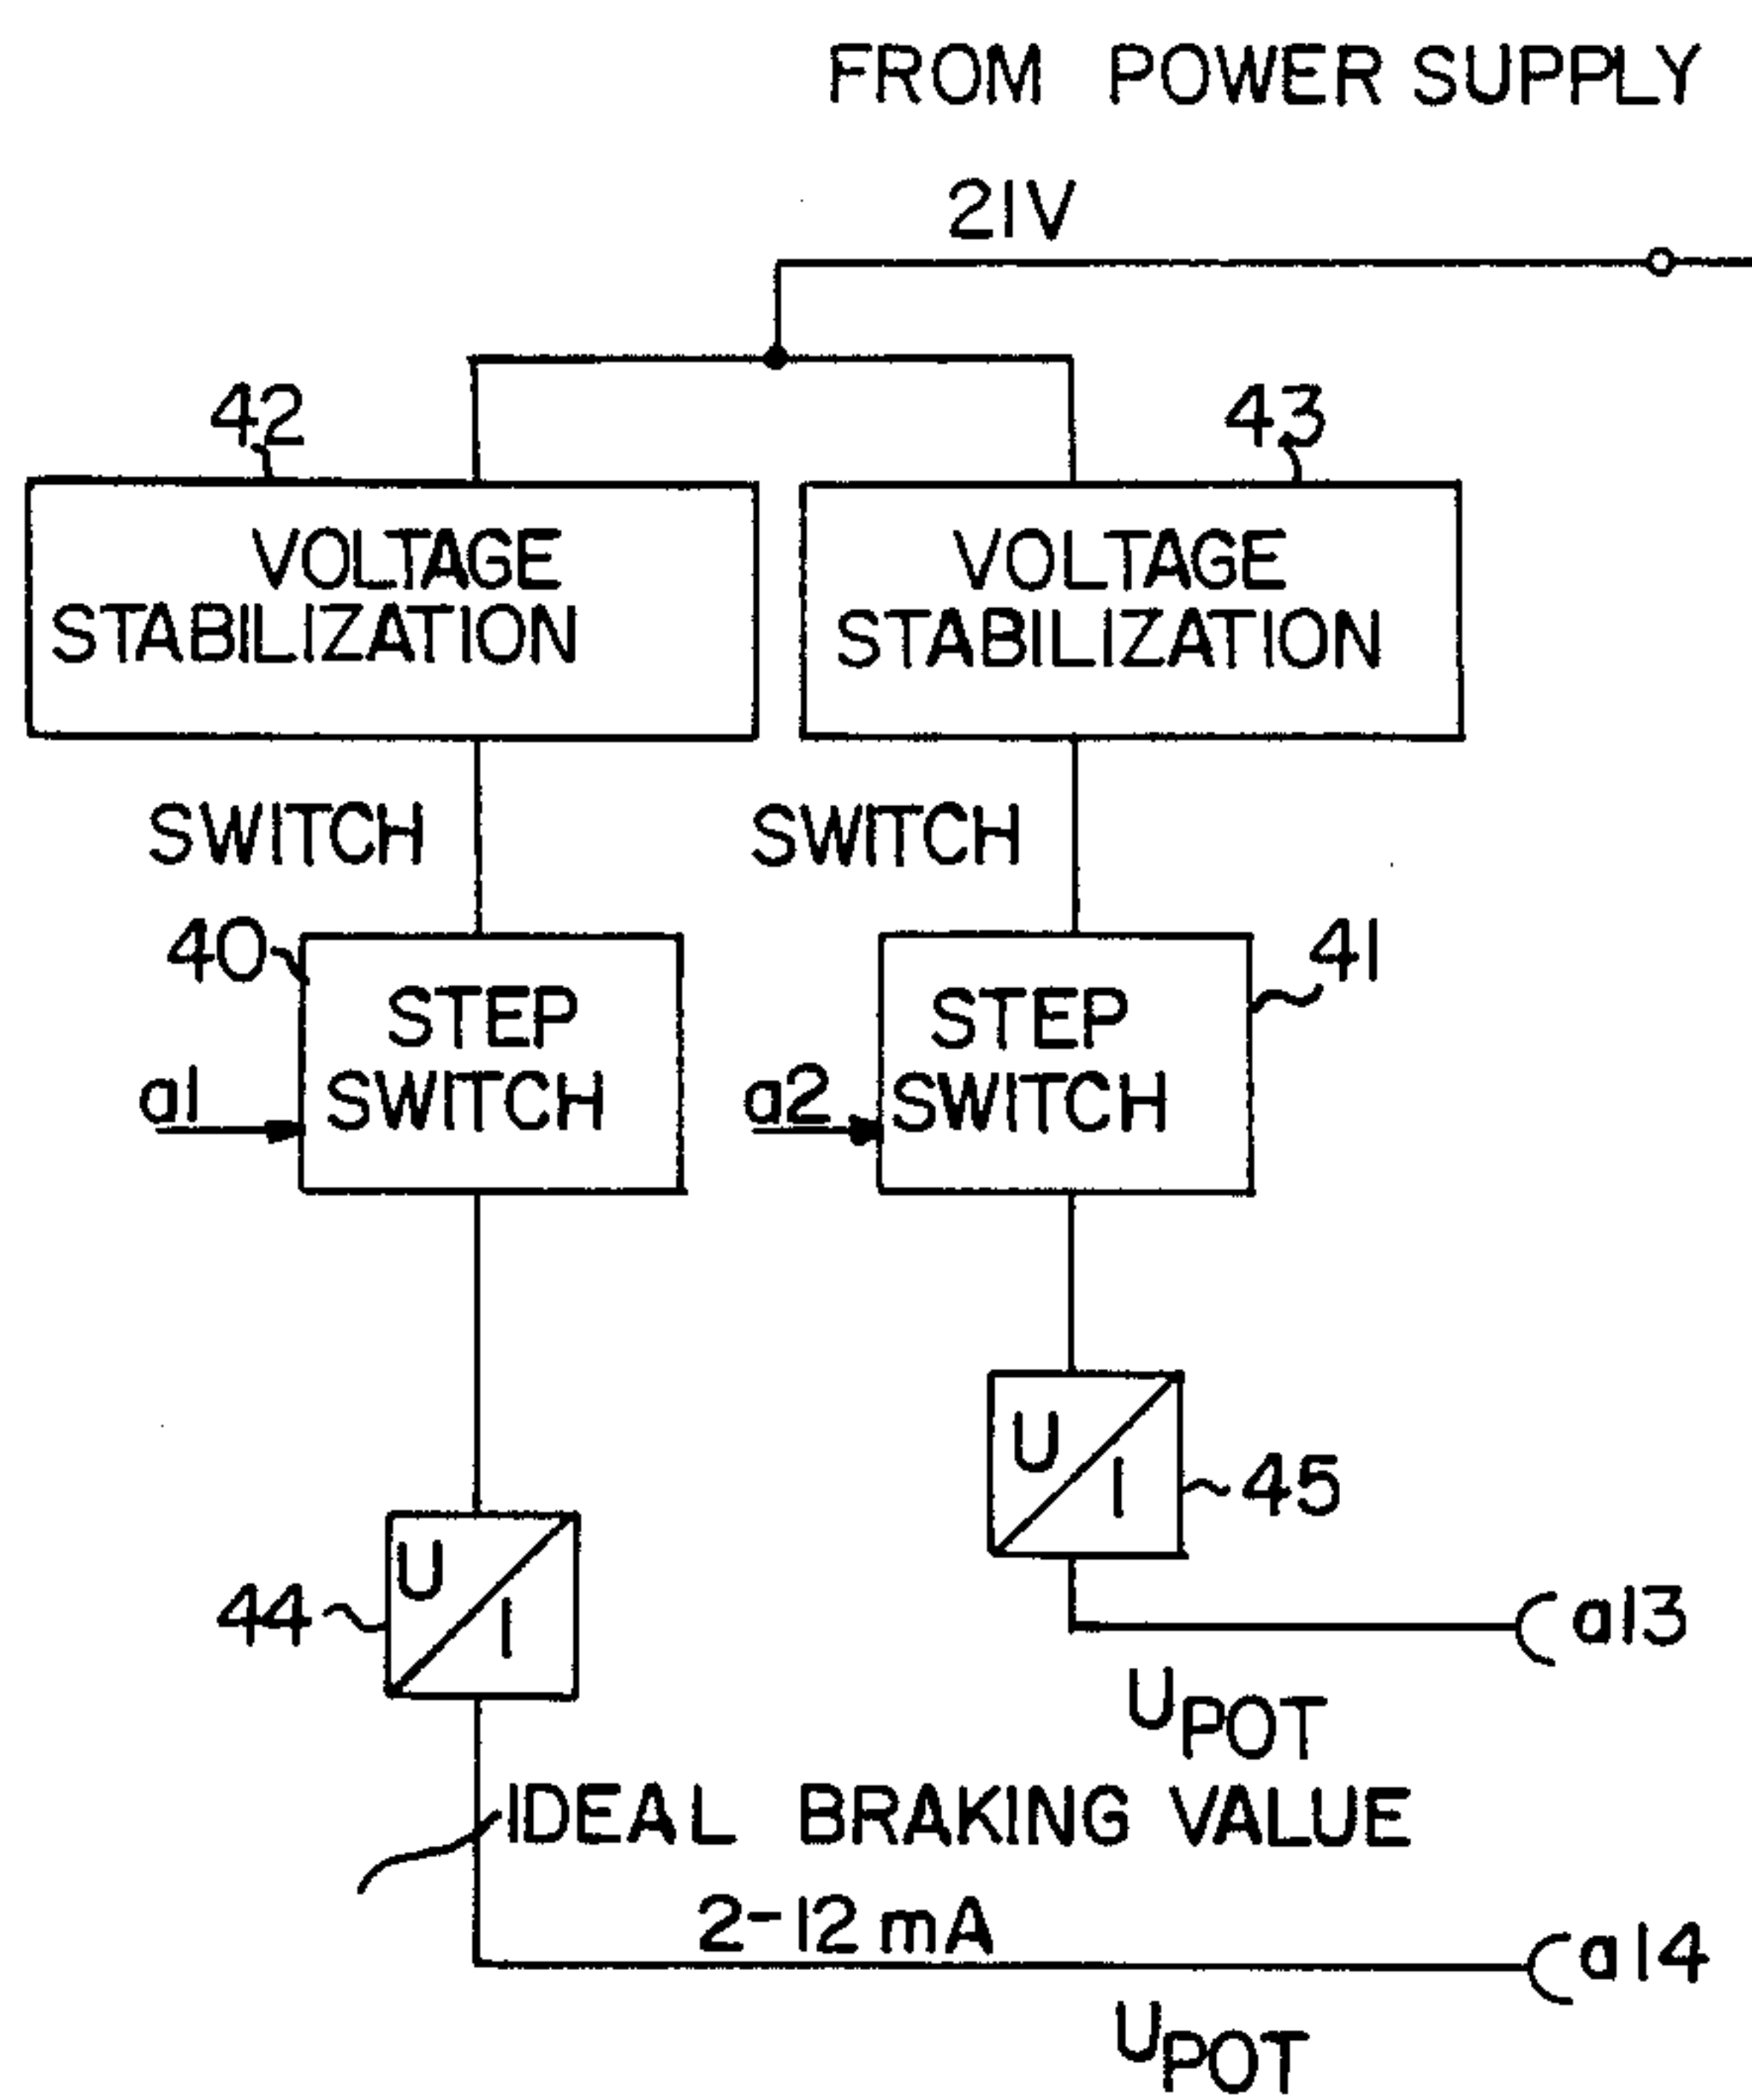 FROM POWER SUPPLY
21V
42
43
VOLTAGE
STABILIZATION
VOLTAGE
STABILIZATION
SWITCH
SWITCH
40
STEP
SWITCH
41
STEP
SWITCH
a1
a2
U
I
45
44
U
I
a13
UPOT
IDEAL BRAKING VALUE
2-12 mA
a14
UPOT